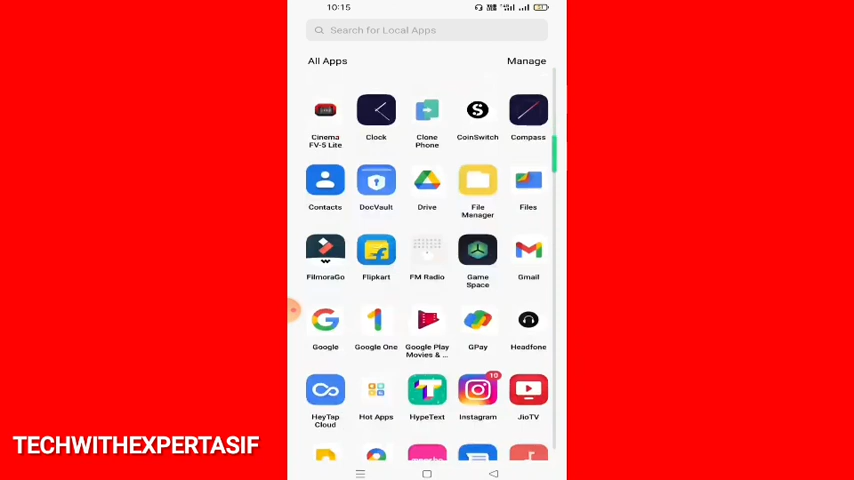 10:15
Search for Local Apps
All Apps Manage
Cinema FV-5 Lite
Clock
Clone Phone
CoinSwitch
Compass
Contacts
DocVault
Drive
File Manager
Files
FilmoraGo
Flipkart
FM Radio
Game Space
Gmail
Google
Google One
Google Play Movies & ...
GPay
Headfone
HeyTap Cloud
Hot Apps
HypeText
10
Instagram
JioTV
TECHWITHEXPERTASIF